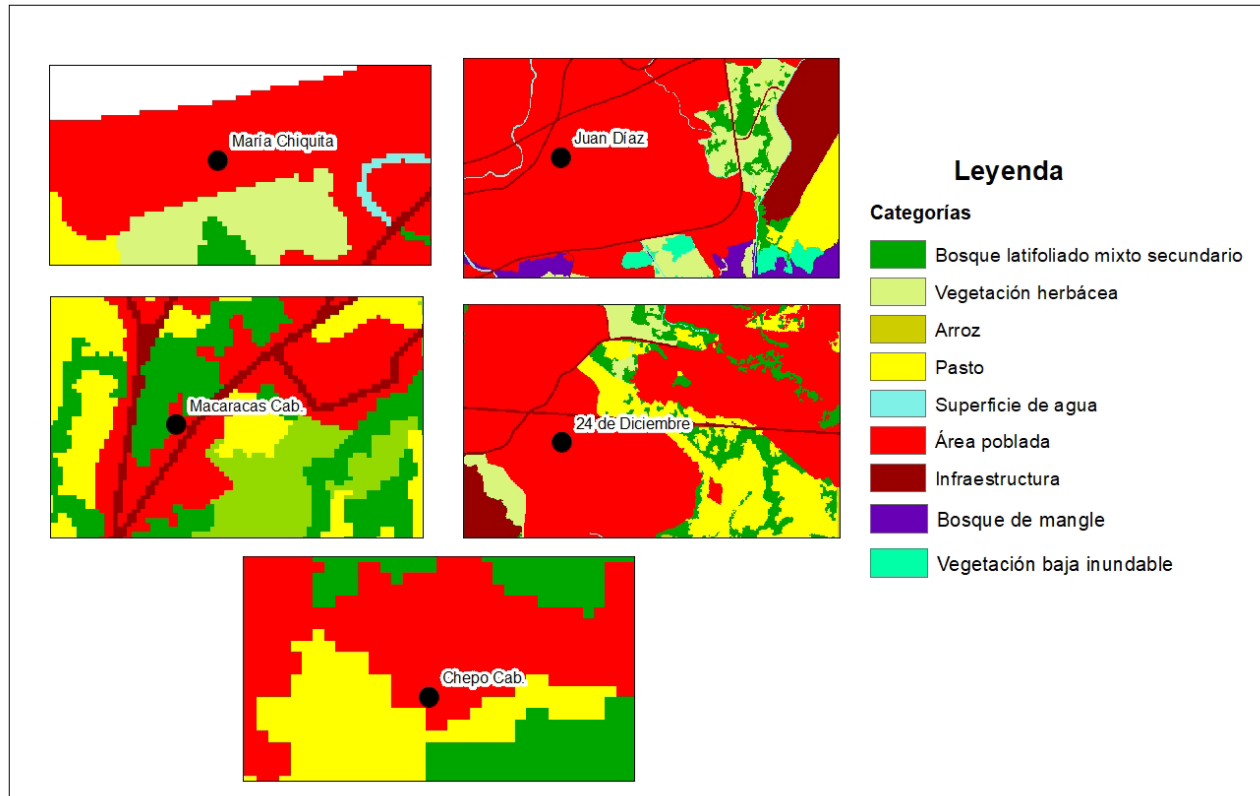 María Chiquita
Juan Díaz
Macaracas Cab.
24 de Diciembre
Chepo Cab.
Leyenda
Categorías
Bosque latifoliado mixto secundario
Vegetación herbácea
Arroz
Pasto
Superficie de agua
Área poblada
Infraestructura
Bosque de mangle
Vegetación baja inundable